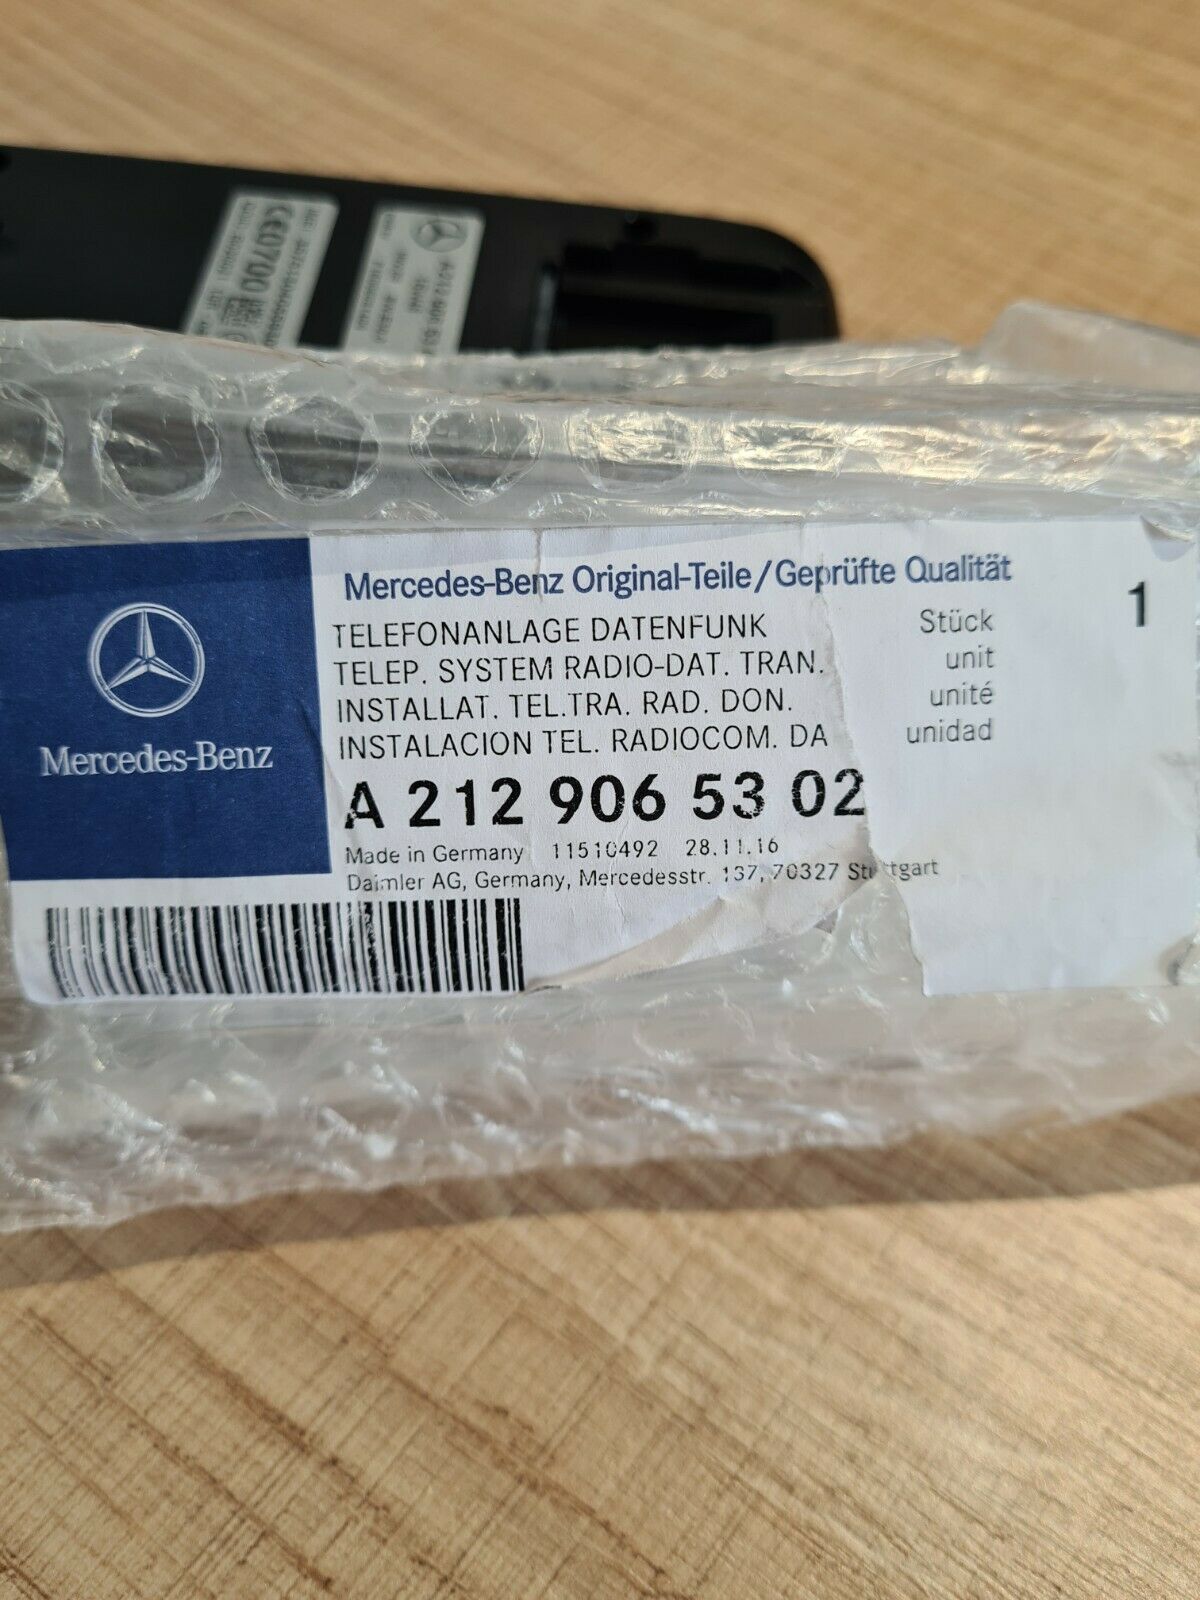 CE0700
Mercedes-Benz
Mercedes-Benz Original-Teile/Geprüfte Qualität
TELEFONANLAGE DATENFUNK Stück 1
TELEP. SYSTEM RADIO-DAT. TRAN. unit
INSTALLAT. TEL.TRA. RAD. DON. unité
INSTALACION TEL. RADIOCOM. DA unidad
A 212 906 53 02
Made in Germany 11510492 28.11.16
Daimler AG, Germany, Mercedesstr. 137, 70327 Stuttgart